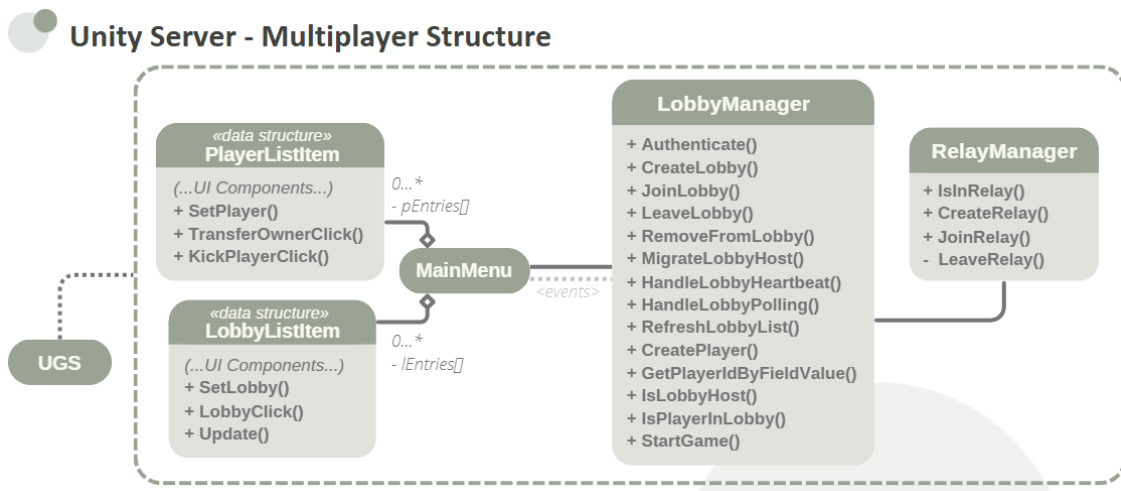 Unity Server - Multiplayer Structure
«data structure»
PlayerListItem
(...UI Components...)
+ SetPlayer()
+ TransferOwnerClick()
+ KickPlayerClick()
0...*
- pEntries[]
«data structure»
LobbyListItem
(...UI Components...)
+ SetLobby()
+ LobbyClick()
+ Update()
0...*
- lEntries[]
UGS
MainMenu
<events>
LobbyManager
+ Authenticate()
+ CreateLobby()
+ JoinLobby()
+ LeaveLobby()
+ RemoveFromLobby()
+ MigrateLobbyHost()
+ HandleLobbyHeartbeat()
+ HandleLobbyPolling()
+ RefreshLobbyList()
+ CreatePlayer()
+ GetPlayerIdByFieldValue()
+ IsLobbyHost()
+ IsPlayerInLobby()
+ StartGame()
RelayManager
+ IsInRelay()
+ CreateRelay()
+ JoinRelay()
- LeaveRelay()